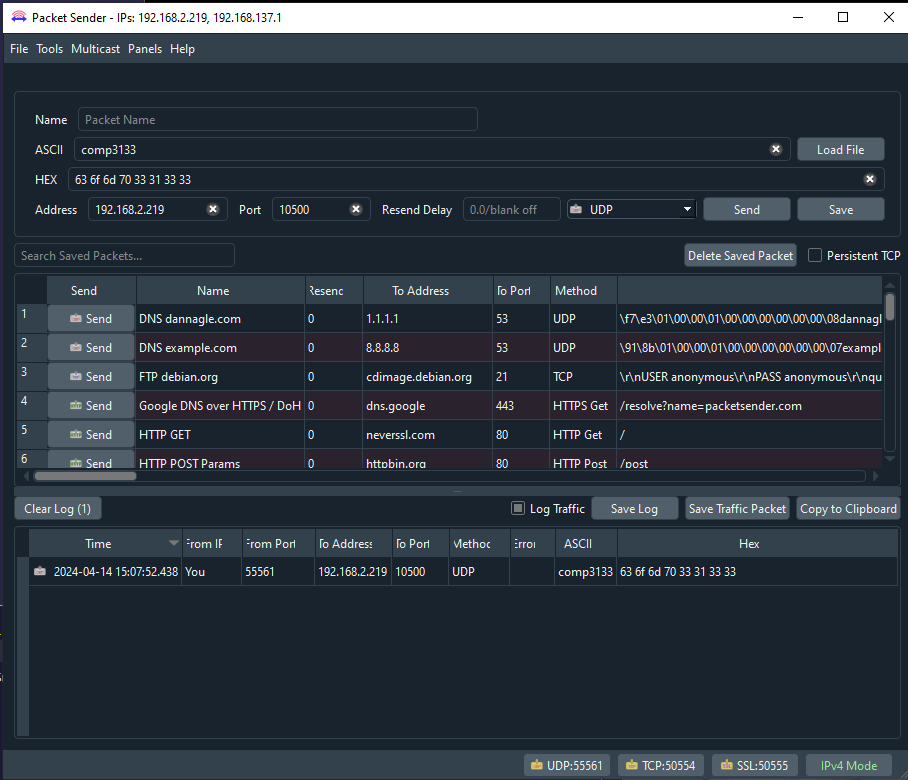 Packet Sender - IPs: 192.168.2.219, 192.168.137.1
File Tools Multicast Panels Help
Name Packet Name
ASCII comp3133 Load File
HEX 63 6f 6d 70 33 31 33 33
Address 192.168.2.219 Port 10500 Resend Delay 0.0/blank off UDP Send Save
Search Saved Packets... Delete Saved Packet Persistent TCP
Send Name Resend To Address To Port Method
1 Send DNS dannagle.com 0 1.1.1.1 53 UDP \f7\e3\01\00\00\01\00\00\00\00\00\00\08dannagl
2 Send DNS example.com 0 8.8.8.8 53 UDP \91\8b\01\00\00\01\00\00\00\00\00\00\07exampl
3 Send FTP debian.org 0 cdimage.debian.org 21 TCP \r\nUSER anonymous\r\nPASS anonymous\r\nqu
4 Send Google DNS over HTTPS / DoH 0 dns.google 443 HTTPS Get /resolve?name=packetsender.com
5 Send HTTP GET 0 neverssl.com 80 HTTP Get /
6 Send HTTP POST Params 0 httpbin.org 80 HTTP Post /post
Clear Log (1) Log Traffic Save Log Save Traffic Packet Copy to Clipboard
Time From IP From Port To Address To Port Method Error ASCII Hex
2024-04-14 15:07:52.438 You 55561 192.168.2.219 10500 UDP comp3133 63 6f 6d 70 33 31 33 33
UDP:55561 TCP:50554 SSL:50555 IPv4 Mode